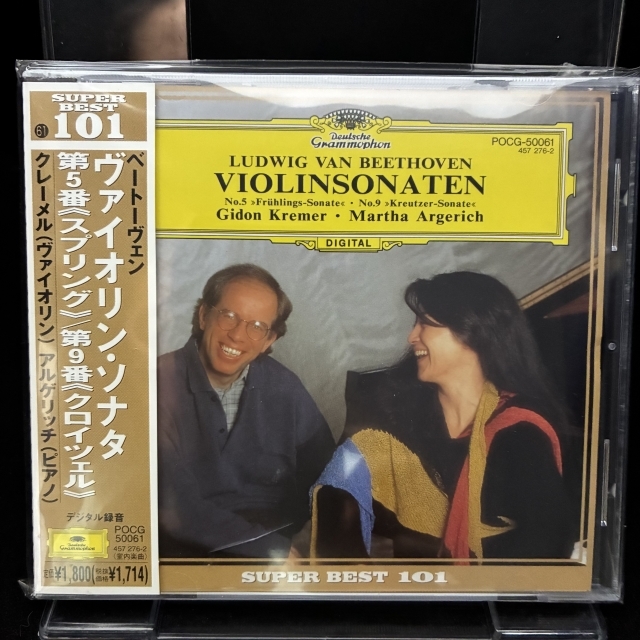 SUPER
BEST
61
101
ベートーヴェン
ヴァイオリン・ソナタ
第5番《スプリング》第9番《クロイツェル》
クレーメル(ヴァイオリン) アルゲリッチ(ピアノ)
デジタル録音
POCG
50061
457 276-2
(室内楽曲)
Deutsche
Grammophon
定価¥1,800(税抜価格¥1,714)
Deutsche
Grammophon
POCG-50061
457 276-2
LUDWIG VAN BEETHOVEN
VIOLINSONATEN
No.5 »Frühlings-Sonate« · No.9 »Kreutzer-Sonate«
Gidon Kremer · Martha Argerich
DIGITAL
SUPER BEST 101